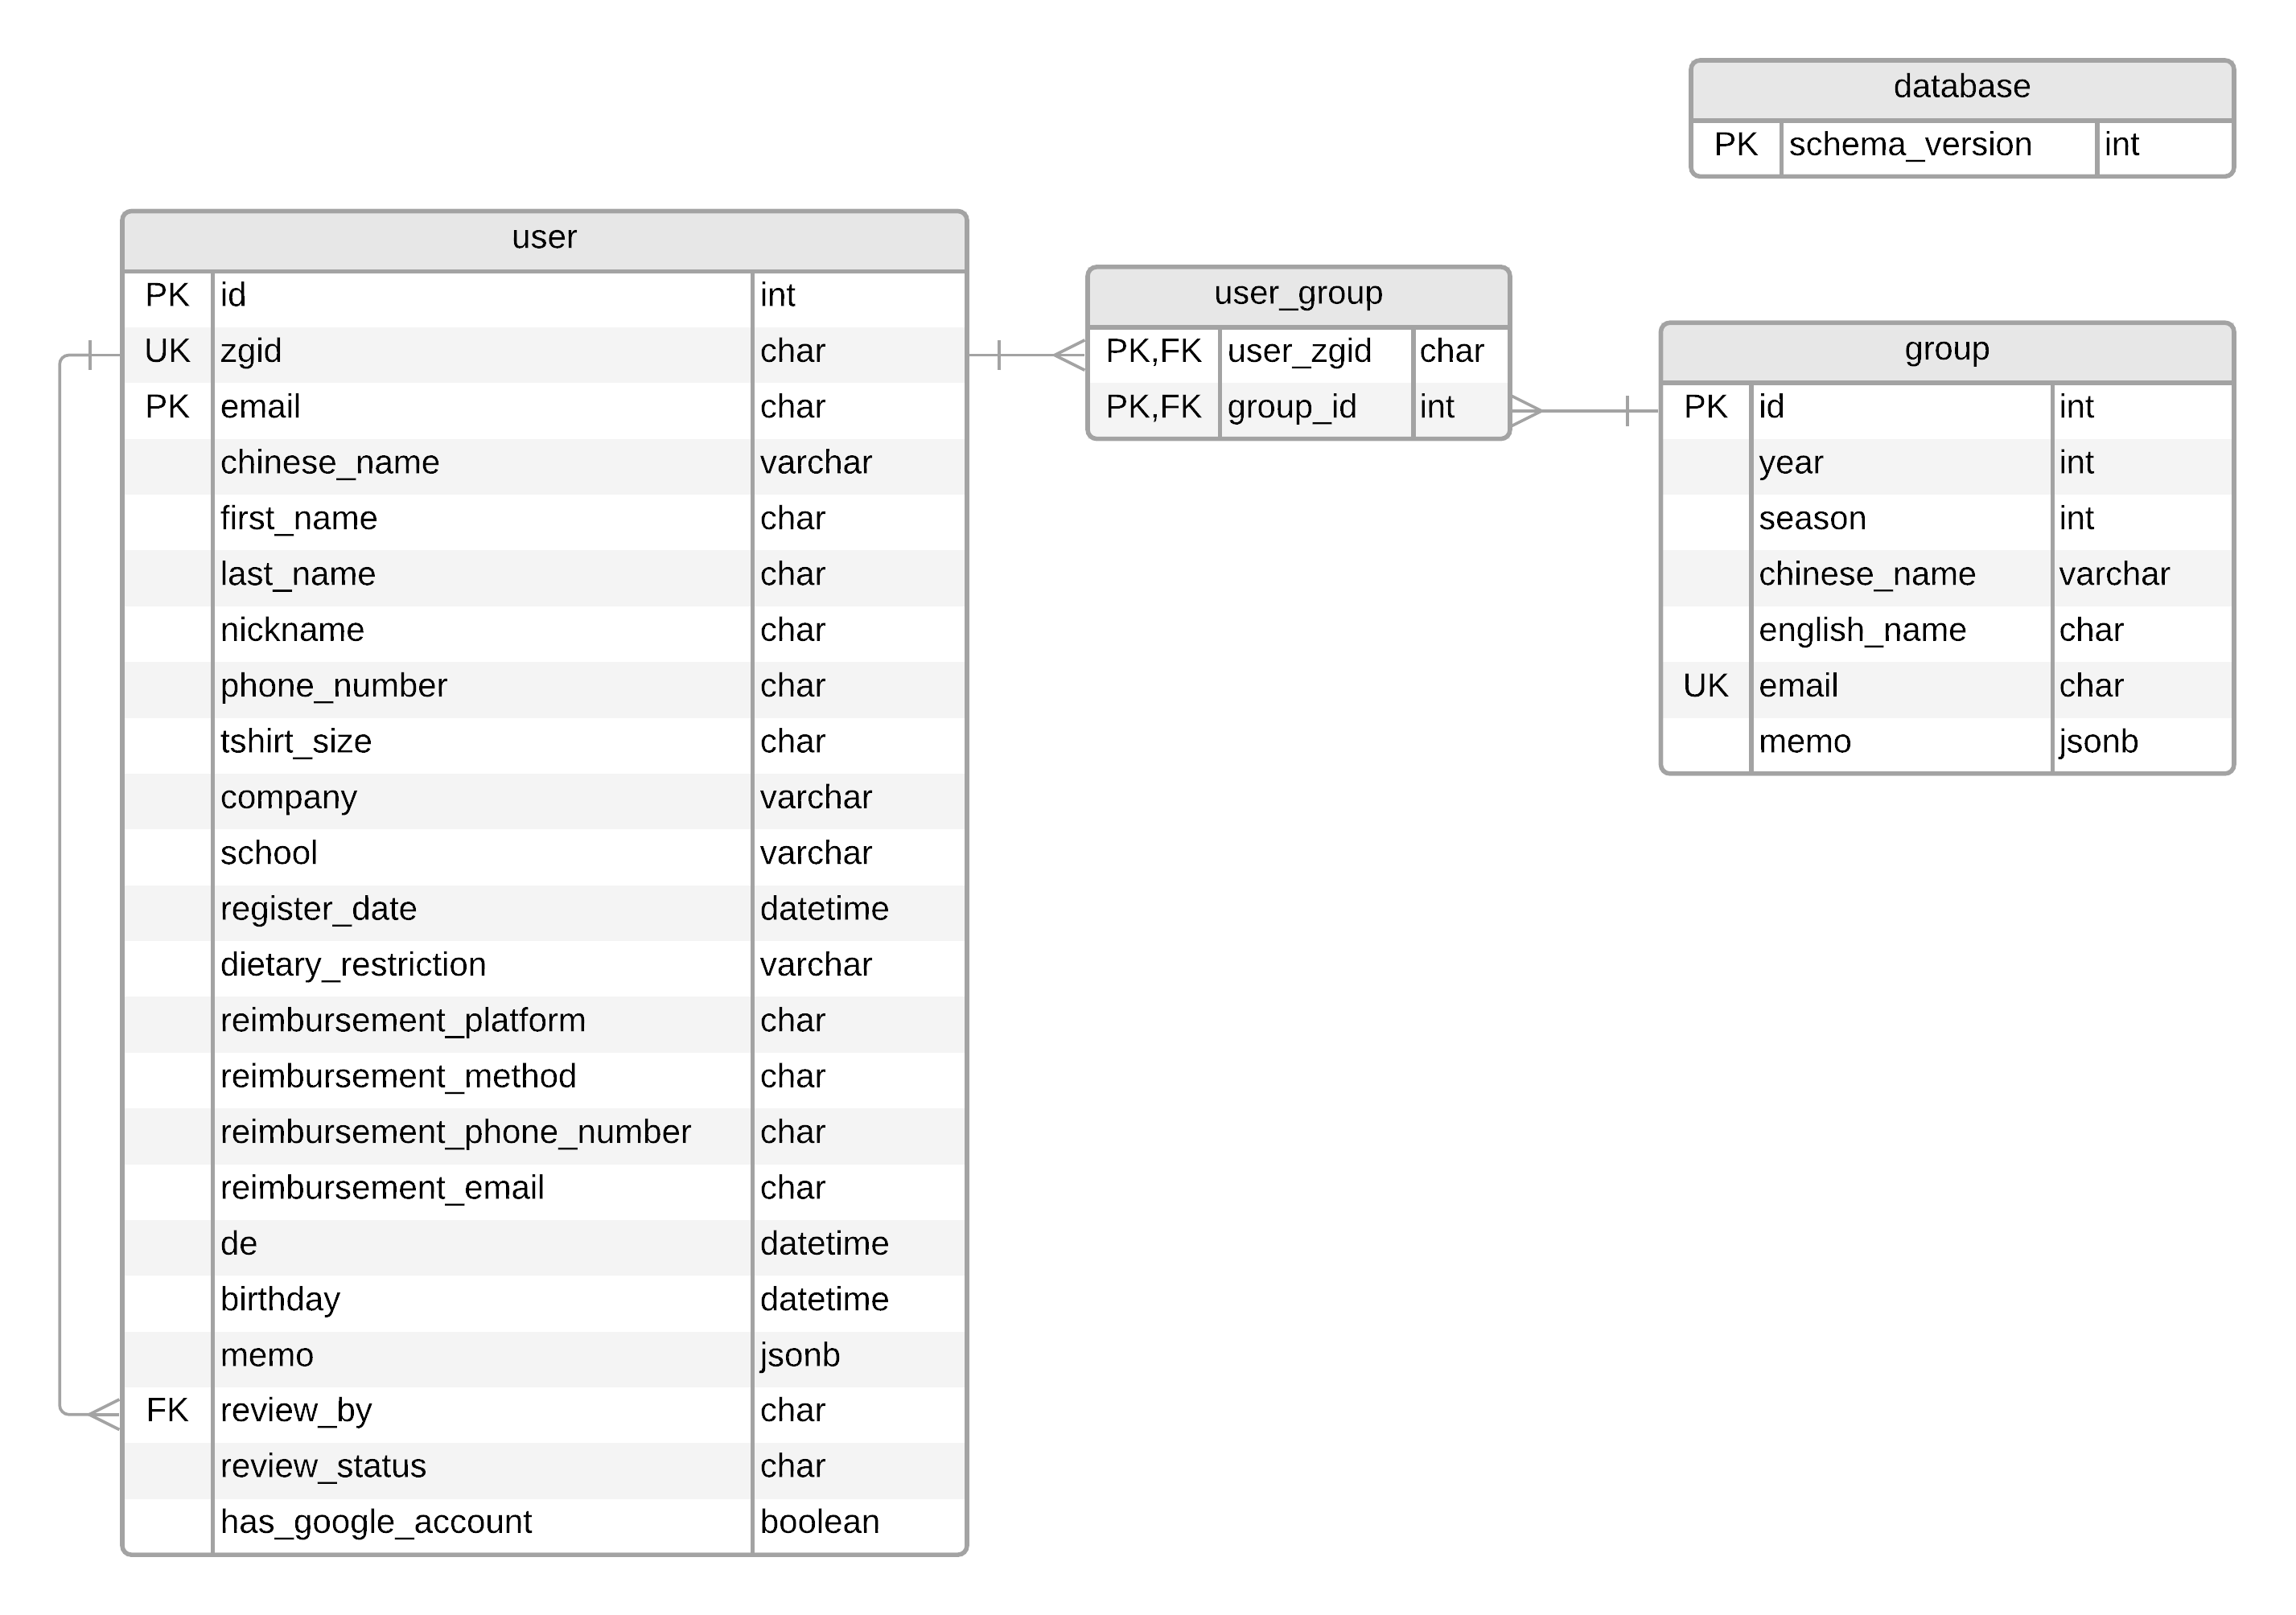 database
PK schema_version int
user
PK id int
UK zgid char
PK email char
chinese_name varchar
first_name char
last_name char
nickname char
phone_number char
tshirt_size char
company varchar
school varchar
register_date datetime
dietary_restriction varchar
reimbursement_platform char
reimbursement_method char
reimbursement_phone_number char
reimbursement_email char
de datetime
birthday datetime
memo jsonb
FK review_by char
review_status char
has_google_account boolean
user_group
PK,FK user_zgid char
PK,FK group_id int
group
PK id int
year int
season int
chinese_name varchar
english_name char
UK email char
memo jsonb